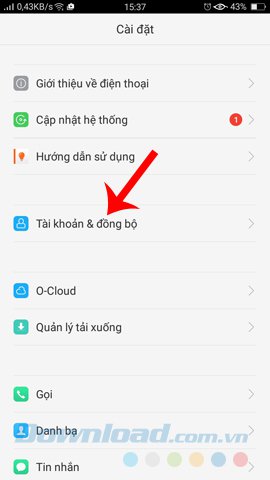 0,43KB/s 15:37 43%
Cài đặt
Giới thiệu về điện thoại
Cập nhật hệ thống 1
Hướng dẫn sử dụng
Tài khoản & đồng bộ
O-Cloud
Quản lý tải xuống
Gọi
Danh bạ
Download.com.vn
Tin nhắn